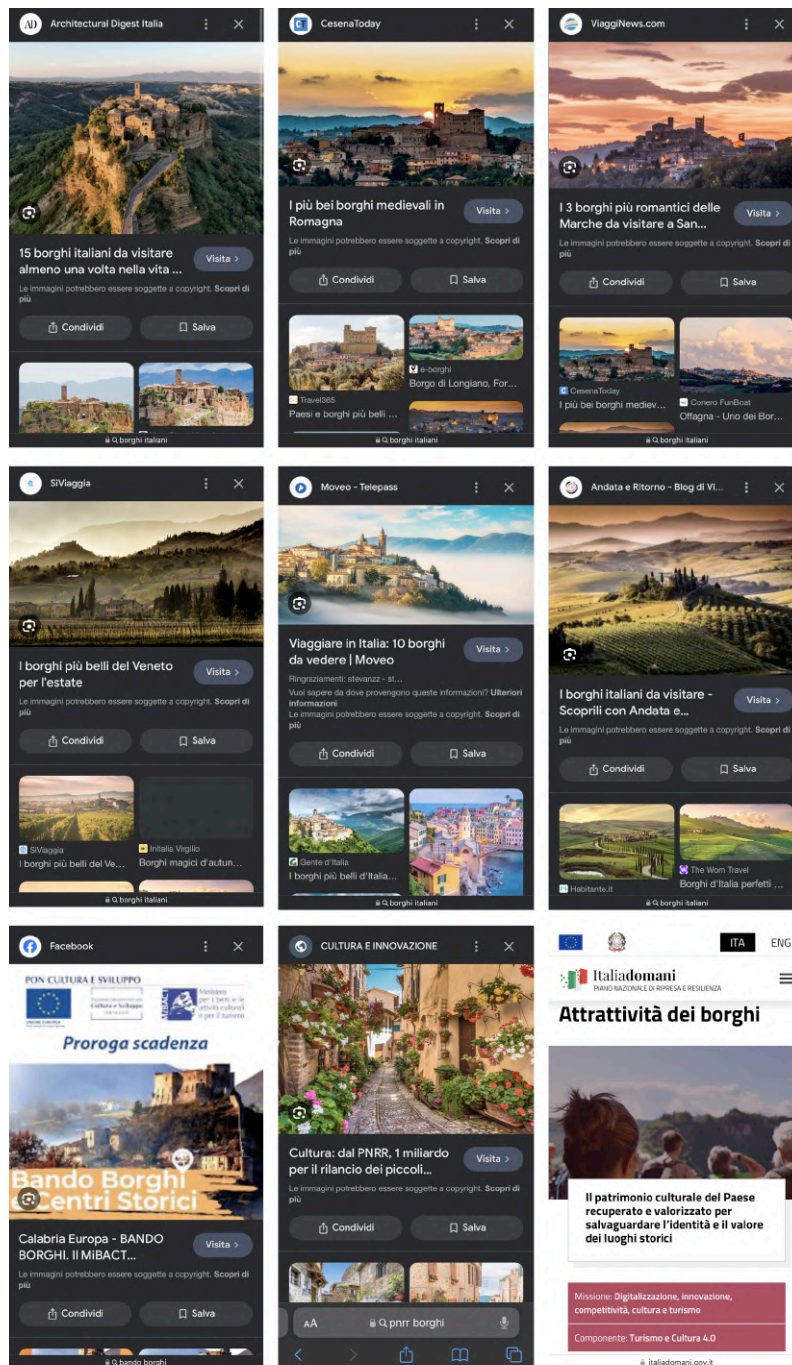 AD Architectural Digest Italia
15 borghi italiani da visitare
almeno una volta nella vita ...
Visita >
Le immagini potrebbero essere soggette a copyright. Scopri di
più
Condividi
Salva
borghi italiani
CT CesenaToday
I più bei borghi medievali in
Romagna
Visita >
Le immagini potrebbero essere soggette a copyright. Scopri di
più
Condividi
Salva
Travel365
Paesi e borghi più belli ...
e-borghi
Borgo di Longiano, For...
borghi italiani
ViaggiNews.com
I 3 borghi più romantici delle
Marche da visitare a San...
Visita >
Le immagini potrebbero essere soggette a copyright. Scopri di
più
Condividi
Salva
CesenaToday
I più bei borghi mediev...
Conero FunBoat
Offagna - Uno dei Bor...
borghi italiani
SiViaggia
I borghi più belli del Veneto
per l'estate
Visita >
Le immagini potrebbero essere soggette a copyright. Scopri di
più
Condividi
Salva
SiViaggia
I borghi più belli del Ve...
Initalia Virgilio
Borghi magici d'autun...
borghi italiani
Moveo - Telepass
Viaggiare in Italia: 10 borghi
da vedere | Moveo
Visita >
Ringraziamenti: stevanzz - st...
Vuoi sapere da dove provengono queste informazioni? Ulteriori
informazioni
Le immagini potrebbero essere soggette a copyright. Scopri di
più
Condividi
Salva
Gente d'Italia
I borghi più belli d'Italia...
borghi italiani
Andata e Ritorno - Blog di Vi...
I borghi italiani da visitare -
Scoprili con Andata e...
Visita >
Le immagini potrebbero essere soggette a copyright. Scopri di
più
Condividi
Salva
Habitante.it
The Wom Travel
Borghi d'Italia perfetti ...
borghi italiani
Facebook
PON CULTURA E SVILUPPO
Cultura e Sviluppo
MiBACT
Ministero
per i beni e le
attività culturali
e per il turismo
Proroga scadenza
Bando Borghi
e Centri Storici
Calabria Europa - BANDO
BORGHI. Il MiBACT...
Visita >
Le immagini potrebbero essere soggette a copyright. Scopri di
più
Condividi
Salva
bando borghi
CULTURA E INNOVAZIONE
Cultura: dal PNRR, 1 miliardo
per il rilancio dei piccoli...
Visita >
Le immagini potrebbero essere soggette a copyright. Scopri di
più
Condividi
Salva
AA
pnrr borghi
ITA ENG
Italiadomani
PIANO NAZIONALE DI RIPRESA E RESILIENZA
Attrattività dei borghi
Il patrimonio culturale del Paese
recuperato e valorizzato per
salvaguardare l'identità e il valore
dei luoghi storici
Missione: Digitalizzazione, innovazione,
competitività, cultura e turismo
Componente: Turismo e Cultura 4.0
italiadomani.gov.it